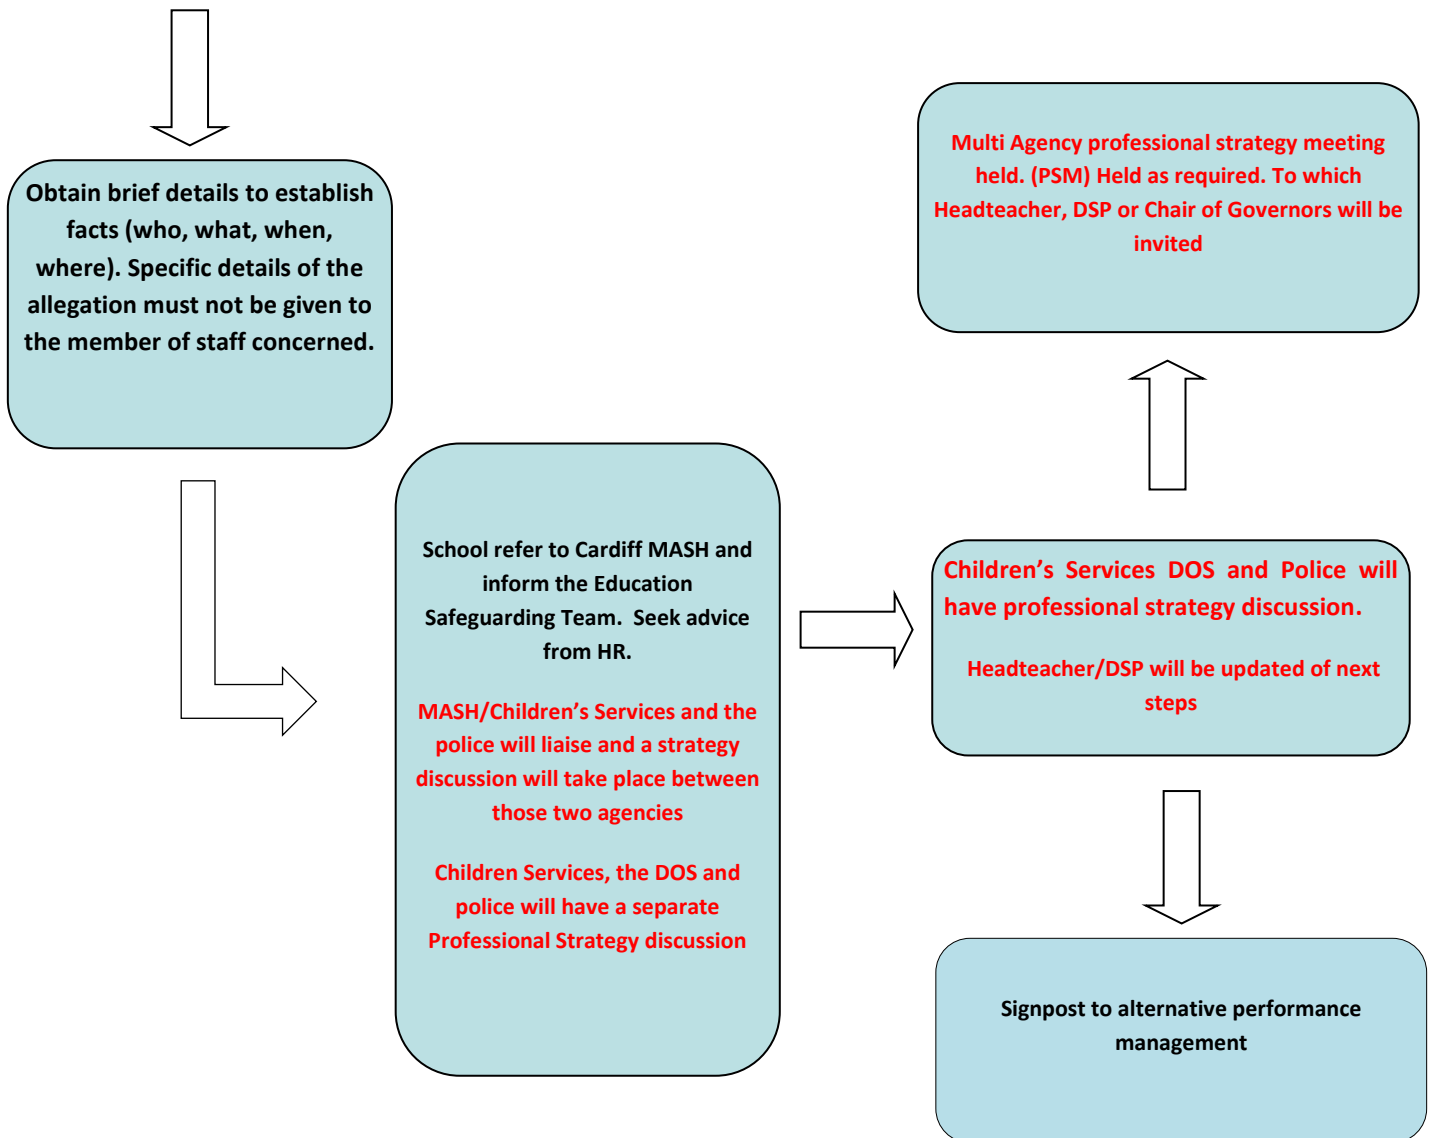 Obtain brief details to establish
facts (who, what, when,
where). Specific details of the
allegation must not be given to
the member of staff concerned.
School refer to Cardiff MASH and
inform the Education
Safeguarding Team. Seek advice
from HR.
MASH/Children’s Services and the
police will liaise and a strategy
discussion will take place between
those two agencies
Children Services, the DOS and
police will have a separate
Professional Strategy discussion
Children’s Services DOS and Police will
have professional strategy discussion.
Headteacher/DSP will be updated of next
steps
Multi Agency professional strategy meeting
held. (PSM) Held as required. To which
Headteacher, DSP or Chair of Governors will be
invited
Signpost to alternative performance
management